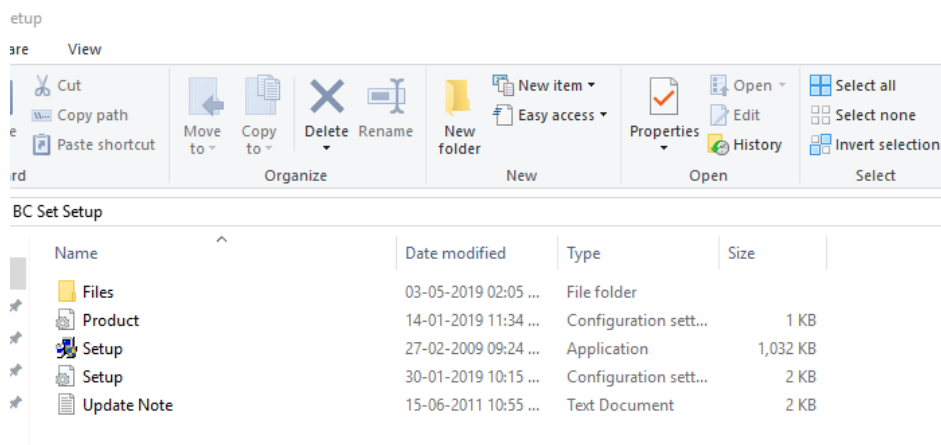 etup
are View
Cut
Copy path
Paste shortcut
Move to
Copy to
Delete
Rename
New folder
New item
Easy access
Properties
Open
Edit
History
Select all
Select none
Invert selection
rd
Organize
New
Open
Select
BC Set Setup
Name Date modified Type Size
Files 03-05-2019 02:05 ... File folder
Product 14-01-2019 11:34 ... Configuration sett... 1 KB
Setup 27-02-2009 09:24 ... Application 1,032 KB
Setup 30-01-2019 10:15 ... Configuration sett... 2 KB
Update Note 15-06-2011 10:55 ... Text Document 2 KB